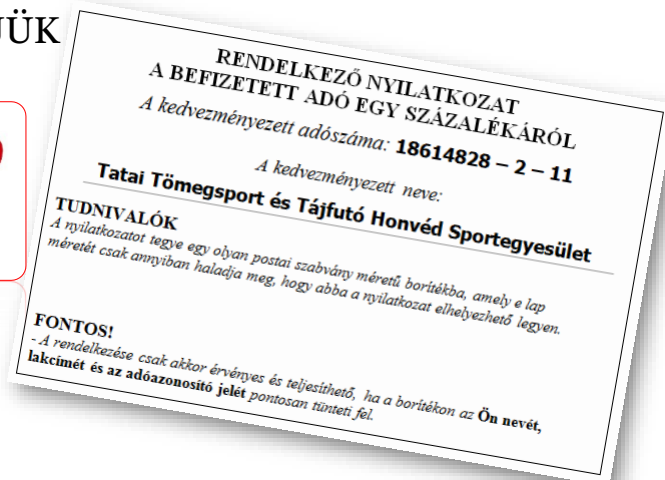 RENDELKEZŐ NYILATKOZAT
A BEFIZETETT ADÓ EGY SZÁZALÉKÁRÓL
A kedvezményezett adószáma: 18614828 – 2 – 11
A kedvezményezett neve:
Tatai Tömegsport és Tájfutó Honvéd Sportegyesület
TUDNIVALÓK
A nyilatkozatot tegye egy olyan postai szabvány méretű borítékba, amely e lap
méretét csak annyiban haladja meg, hogy abba a nyilatkozat elhelyezhető legyen.
FONTOS!
- A rendelkezése csak akkor érvényes és teljesíthető, ha a borítékon az Ön nevét,
lakcímét és az adóazonosító jelét pontosan tünteti fel.